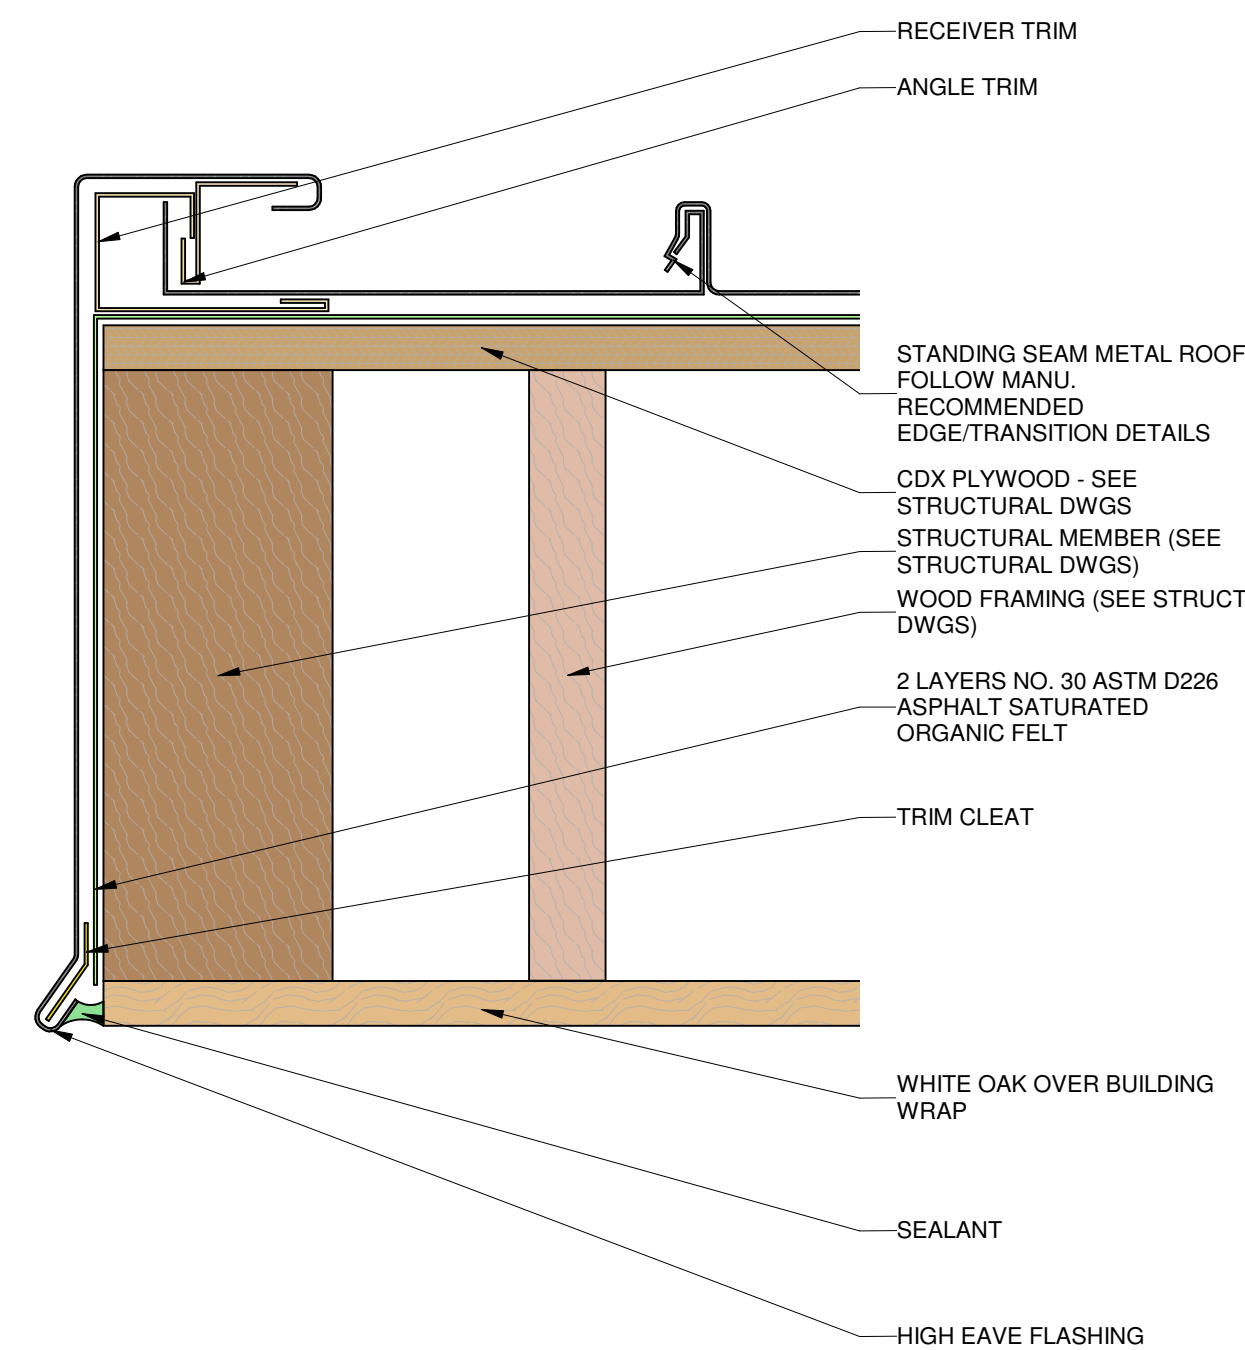 RECEIVER TRIM
ANGLE TRIM
STANDING SEAM METAL ROOF
FOLLOW MANU.
RECOMMENDED
EDGE/TRANSITION DETAILS
CDX PLYWOOD - SEE
STRUCTURAL DWGS
STRUCTURAL MEMBER (SEE
STRUCTURAL DWGS)
WOOD FRAMING (SEE STRUCT
DWGS)
2 LAYERS NO. 30 ASTM D226
ASPHALT SATURATED
ORGANIC FELT
TRIM CLEAT
WHITE OAK OVER BUILDING
WRAP
SEALANT
HIGH EAVE FLASHING